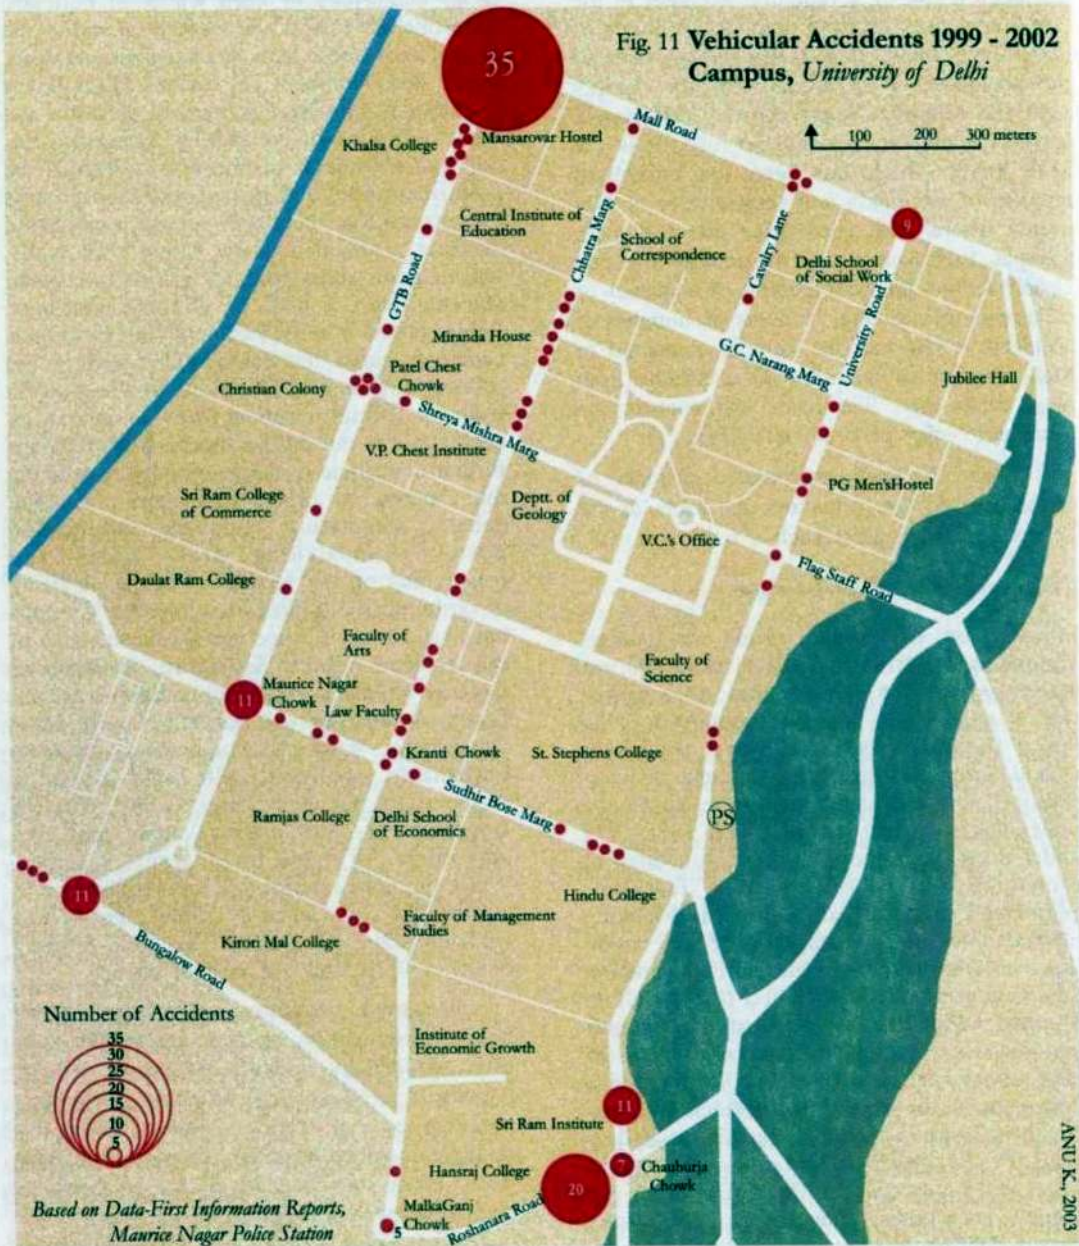 Fig. 11 Vehicular Accidents 1999 - 2002
Campus, University of Delhi
35
Mall Road
100 200 300 meters
Khalsa College
Mansarovar Hostel
Central Institute of
Education
Chhatra Marg
School of
Correspondence
Cavalry Lane
9
Delhi School
of Social Work
GTB Road
University Road
Miranda House
G.C. Narang Marg
Jubilee Hall
Patel Chest
Chowk
Christian Colony
Shreya Mishra Marg
V.P. Chest Institute
PG Men'sHostel
Sri Ram College
of Commerce
Deptt. of
Geology
V.C.'s Office
Flag Staff Road
Daulat Ram College
Faculty of
Arts
Faculty of
Science
11
Maurice Nagar
Chowk
Law Faculty
Kranti Chowk
St. Stephens College
Sudhir Bose Marg
PS
Ramjas College
Delhi School
of Economics
11
Hindu College
Faculty of Management
Studies
Kirori Mal College
Bungalow Road
Number of Accidents
35
30
25
20
15
10
5
Institute of
Economic Growth
11
Sri Ram Institute
7
Chauburja
Chowk
Hansraj College
20
MalkaGanj
Chowk
5
Roshanara Road
Based on Data-First Information Reports,
Maurice Nagar Police Station
ANU K., 2003